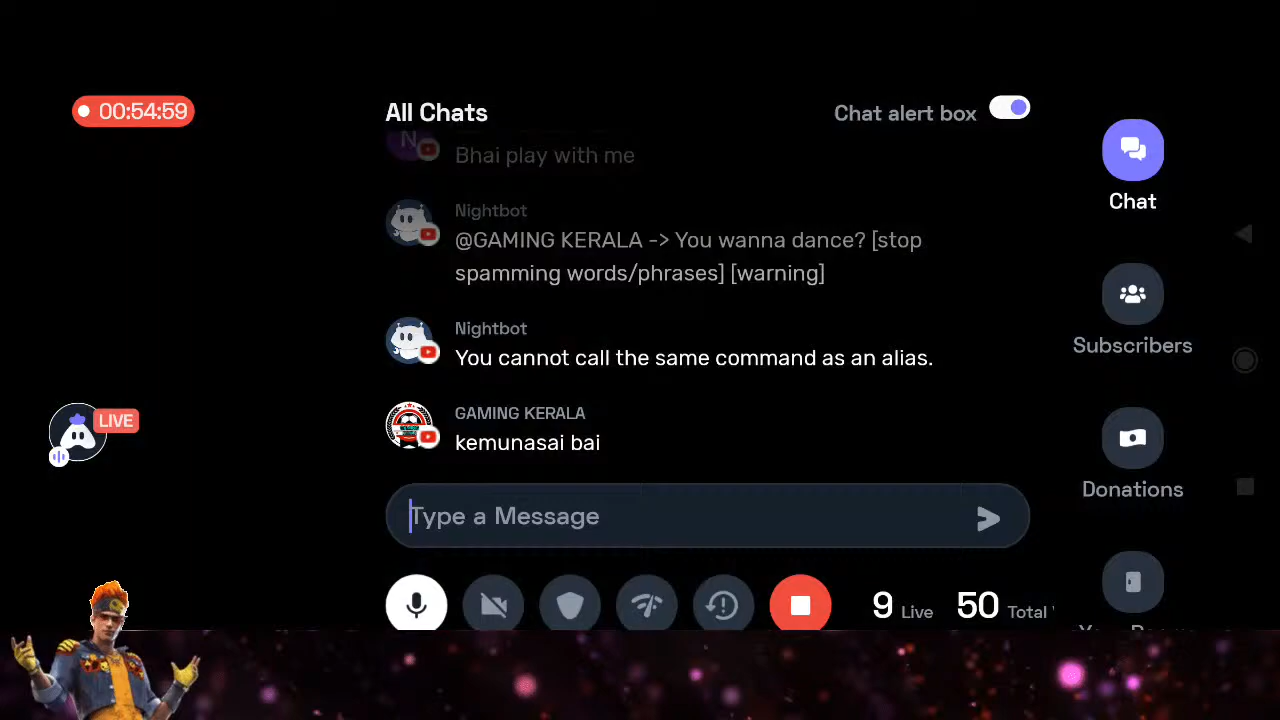 00:54:59
All Chats
Chat alert box
N
Bhai play with me
Nightbot
@GAMING KERALA -> You wanna dance? [stop
spamming words/phrases] [warning]
Nightbot
You cannot call the same command as an alias.
GAMING KERALA
kemunasai bai
Type a Message
9 Live 50 Total
LIVE
Chat
Subscribers
Donations